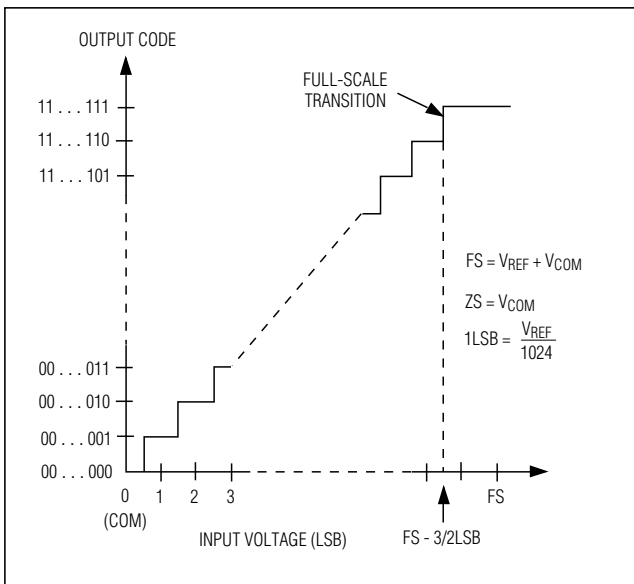 OUTPUT CODE
FULL-SCALE
TRANSITION
11 . . . 111
11 . . . 110
11 . . . 101
FS = VREF + VCOM
ZS = VCOM
1LSB = VREF
1024
00 . . . 011
00 . . . 010
00 . . . 001
00 . . . 000
0 1 2 3 FS
(COM)
INPUT VOLTAGE (LSB)
FS - 3/2LSB